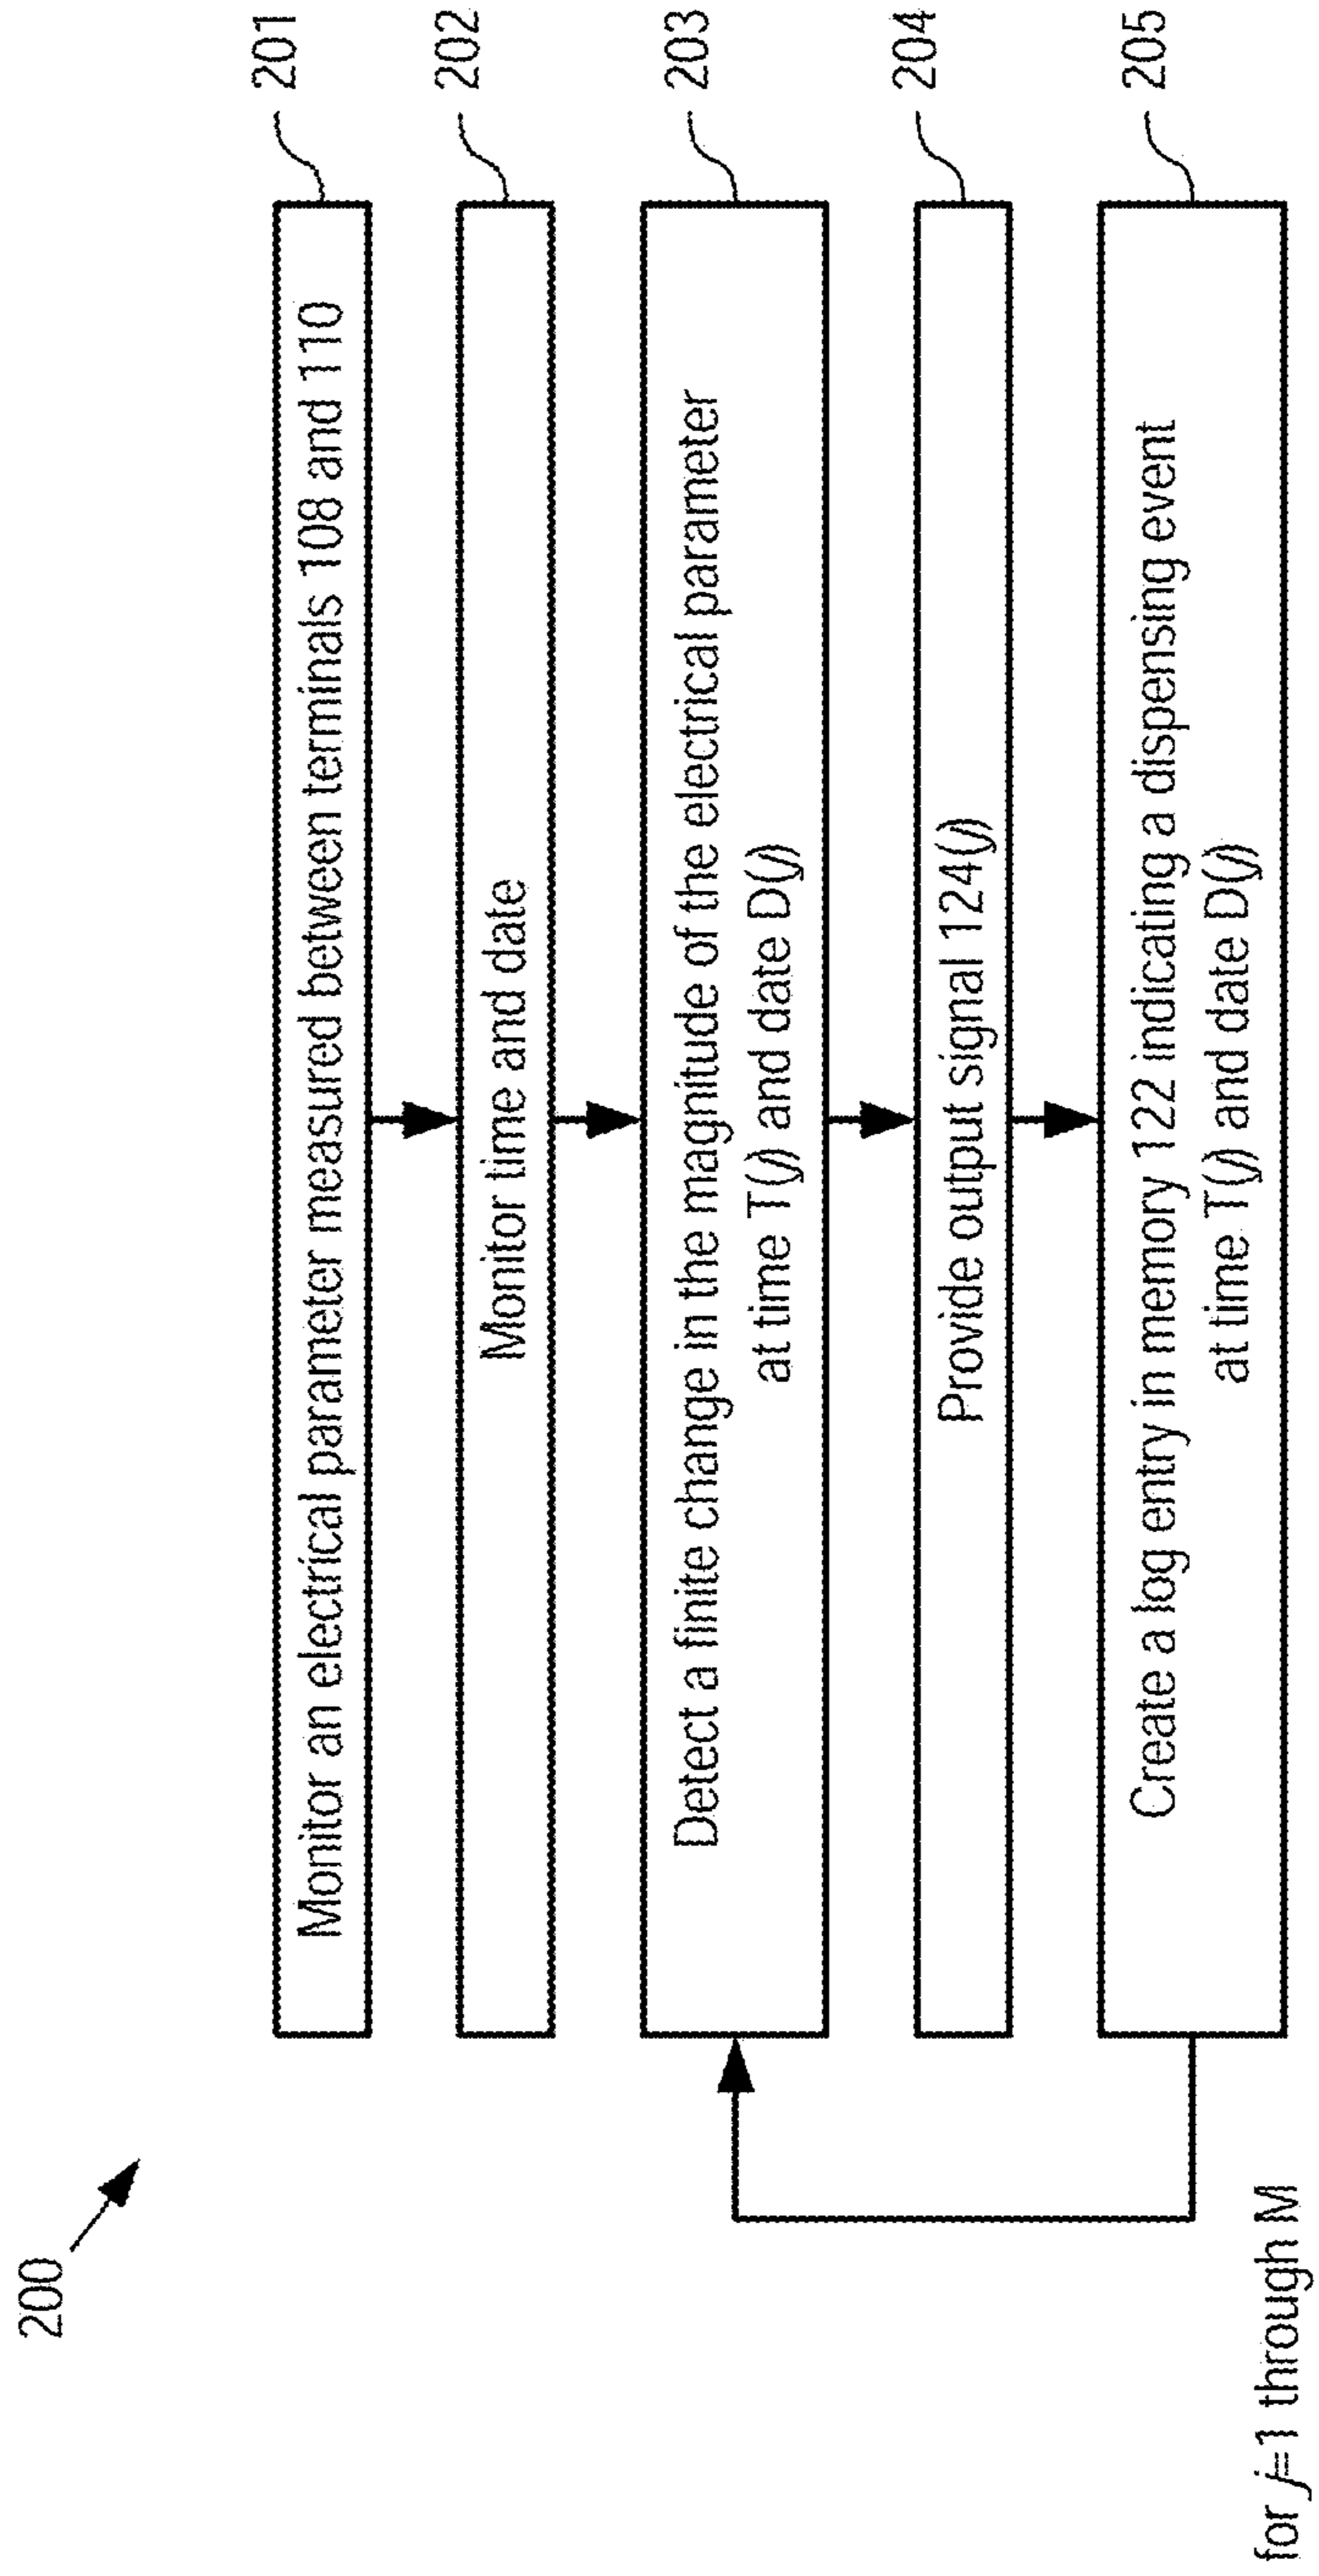 200
Monitor an electrical parameter measured between terminals 108 and 110
201
Monitor time and date
202
Detect a finite change in the magnitude of the electrical parameter
at time T(j) and date D(j)
203
Provide output signal 124(j)
204
Create a log entry in memory 122 indicating a dispensing event
at time T(j) and date D(j)
205
for j=1 through M